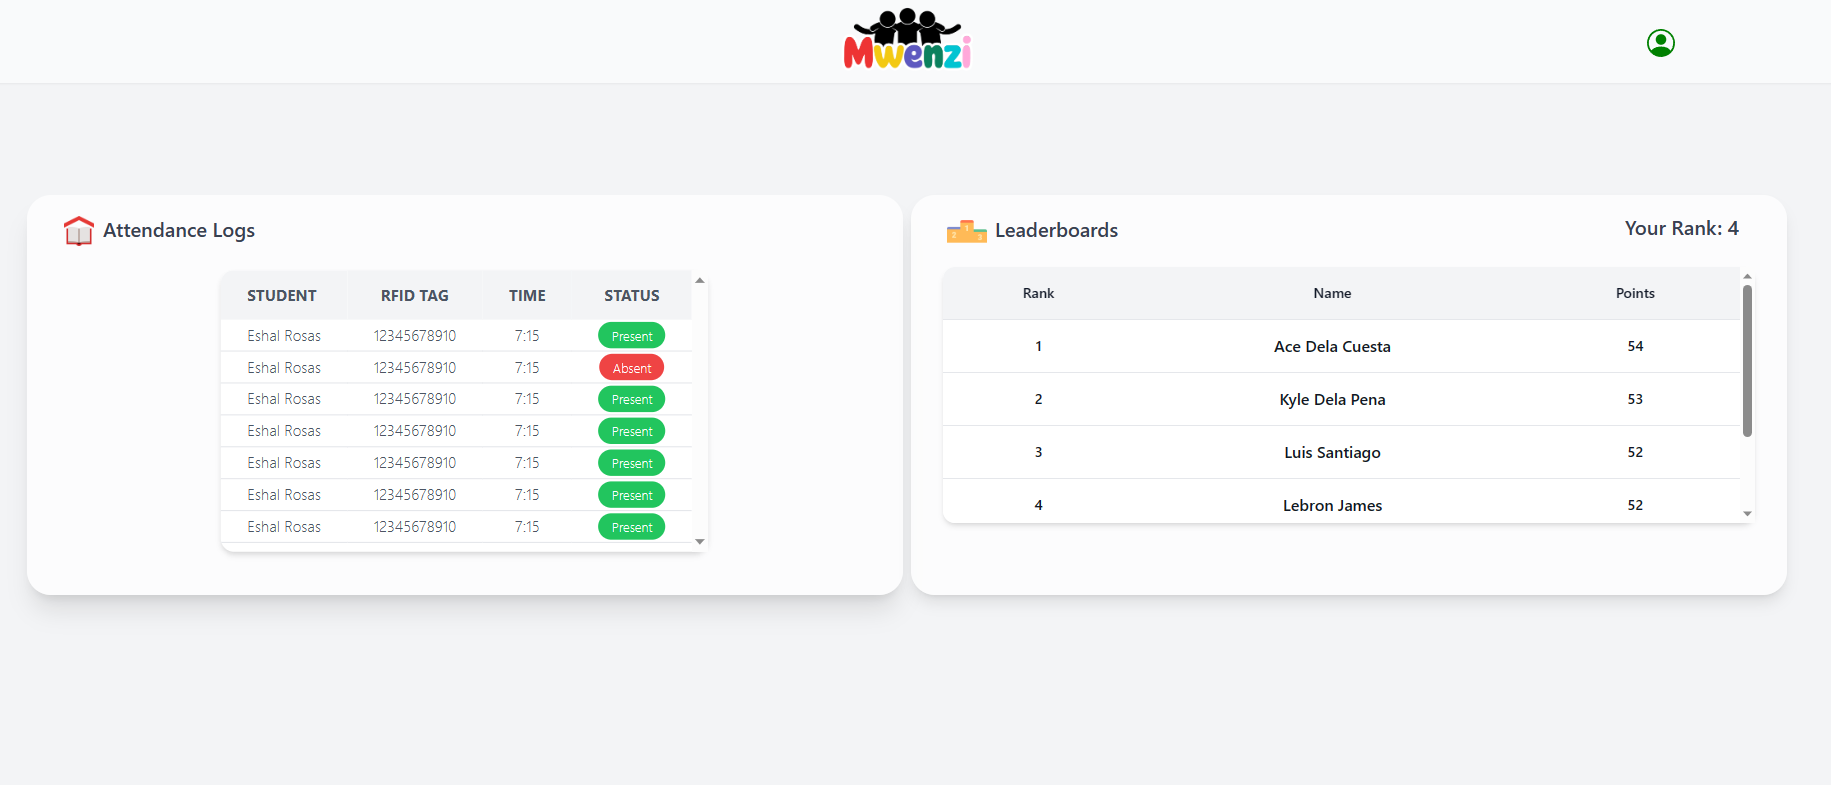 Mwenzi
Attendance Logs
STUDENT RFID TAG TIME STATUS
Eshal Rosas 12345678910 7:15 Present
Eshal Rosas 12345678910 7:15 Absent
Eshal Rosas 12345678910 7:15 Present
Eshal Rosas 12345678910 7:15 Present
Eshal Rosas 12345678910 7:15 Present
Eshal Rosas 12345678910 7:15 Present
Eshal Rosas 12345678910 7:15 Present
2 1 3
Leaderboards
Your Rank: 4
Rank Name Points
1 Ace Dela Cuesta 54
2 Kyle Dela Pena 53
3 Luis Santiago 52
4 Lebron James 52